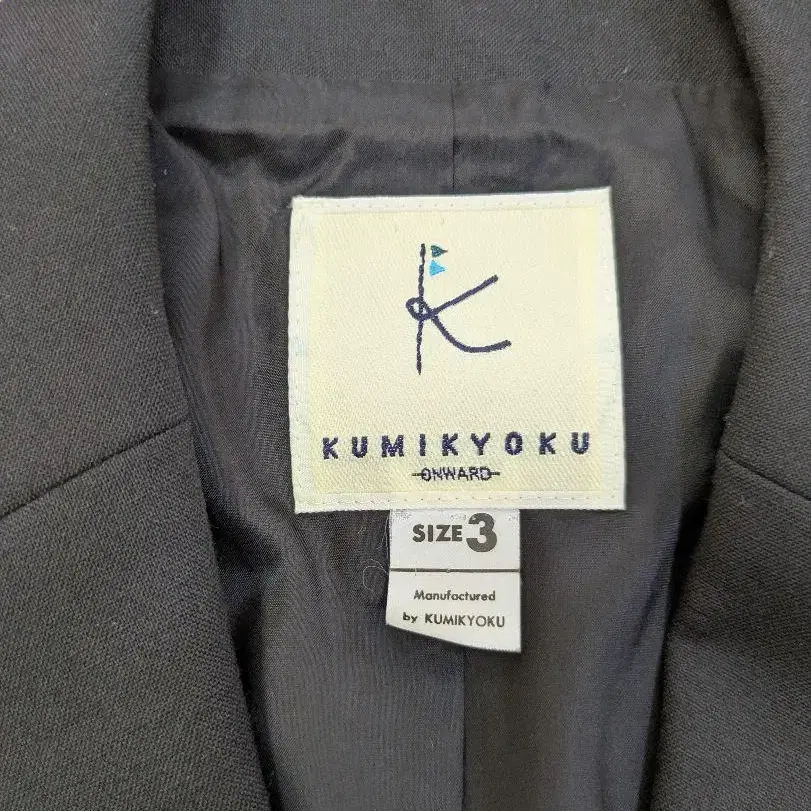 K
KUMIKYOKU
ONWARD
SIZE 3
Manufactured
by KUMIKYOKU